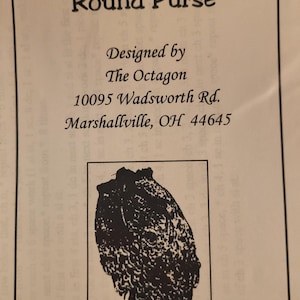 Round Purse
Designed by
The Octagon
10095 Wadsworth Rd.
Marshallville, OH 44645